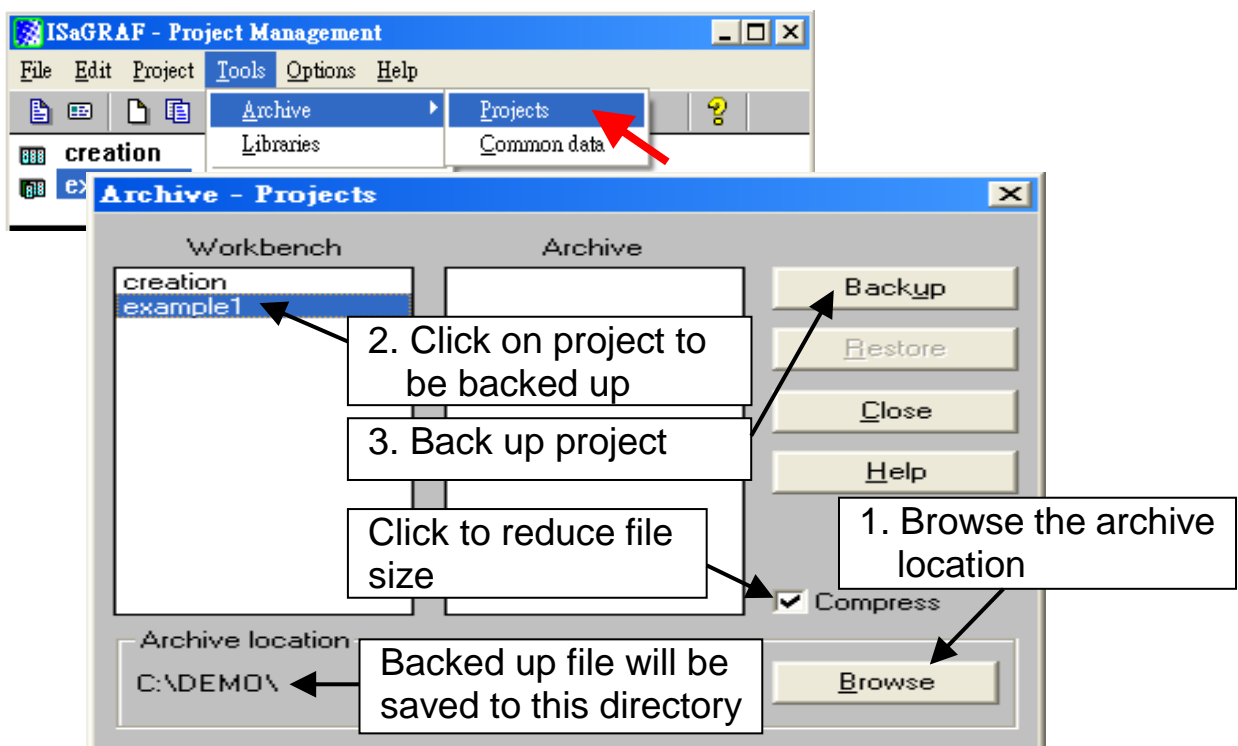 ISaGRAF - Project Management
File Edit Project Tools Options Help
Archive
Projects
Libraries
Common data
creation
Archive - Projects
Workbench
Archive
creation
example1
Backup
Restore
Close
Help
2. Click on project to
be backed up
3. Back up project
Click to reduce file
size
1. Browse the archive
location
Compress
Archive location
C:\DEMO\
Backed up file will be
saved to this directory
Browse